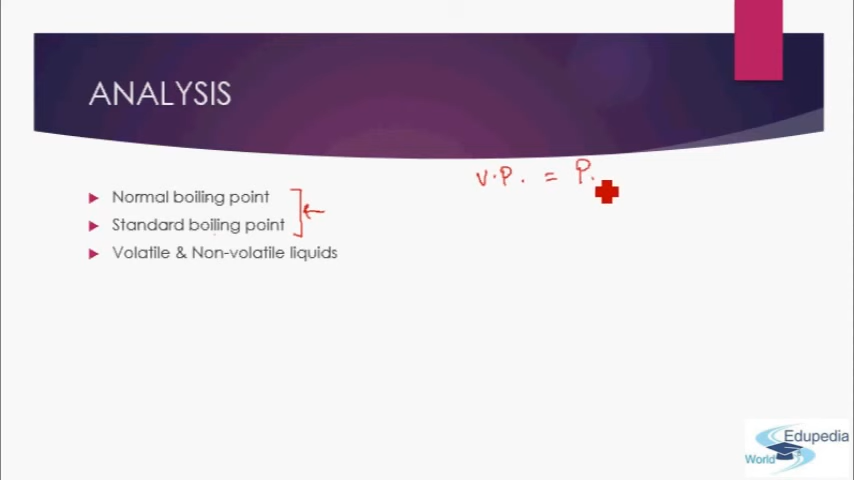 ANALYSIS
V.P. = P.
Normal boiling point
Standard boiling point
Volatile & Non-volatile liquids
Edupedia
World